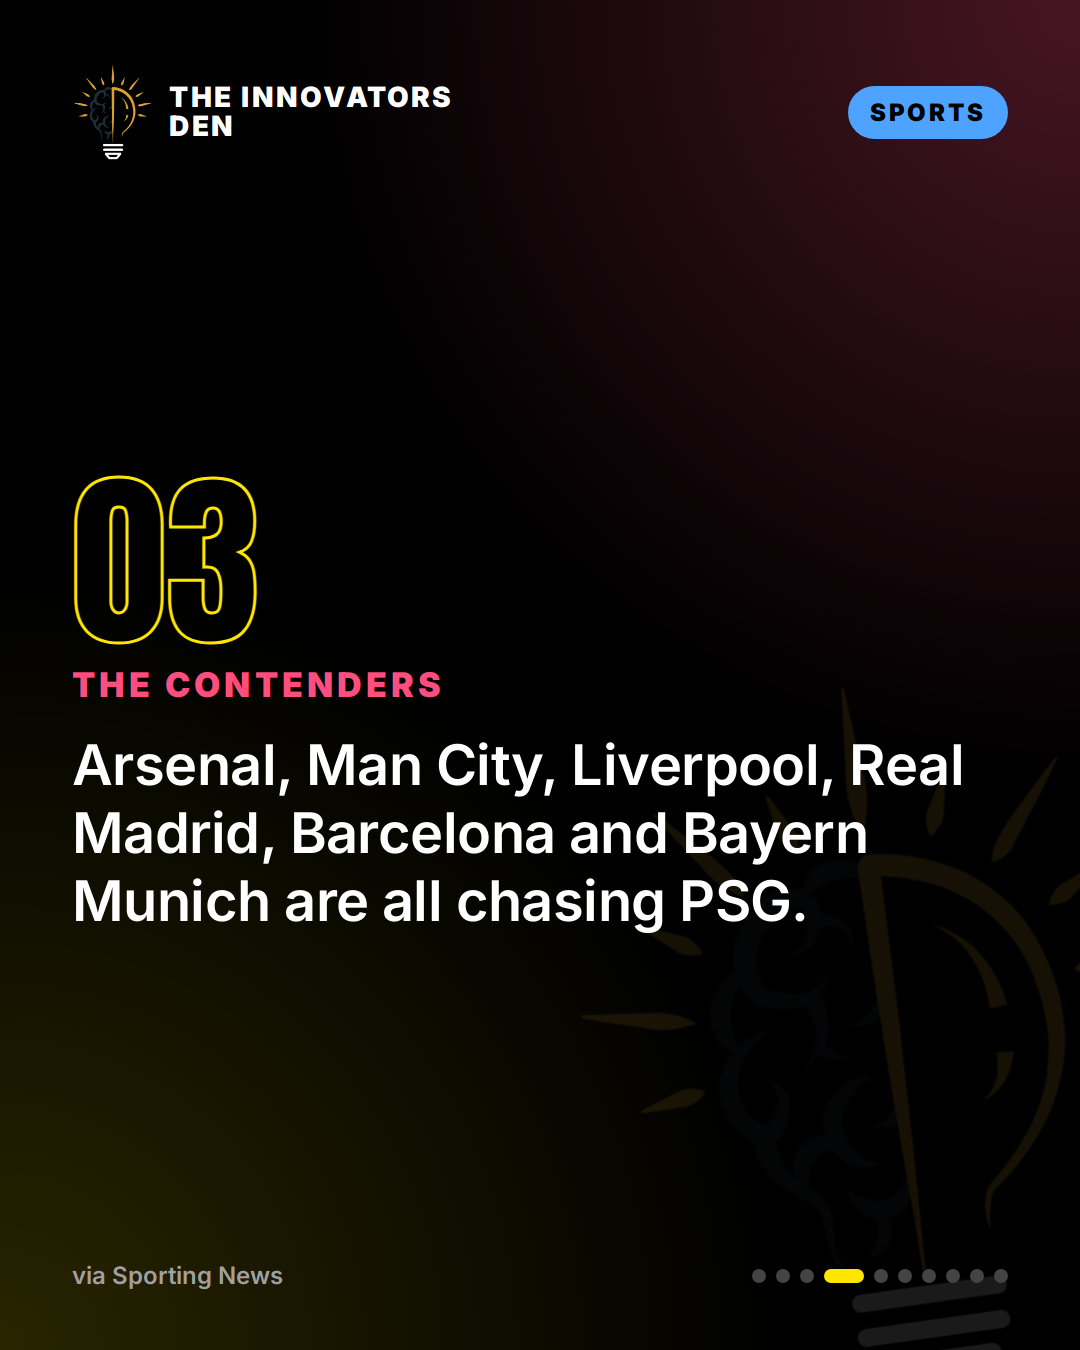 THE INNOVATORS
DEN
SPORTS
03
THE CONTENDERS
Arsenal, Man City, Liverpool, Real
Madrid, Barcelona and Bayern
Munich are all chasing PSG.
via Sporting News